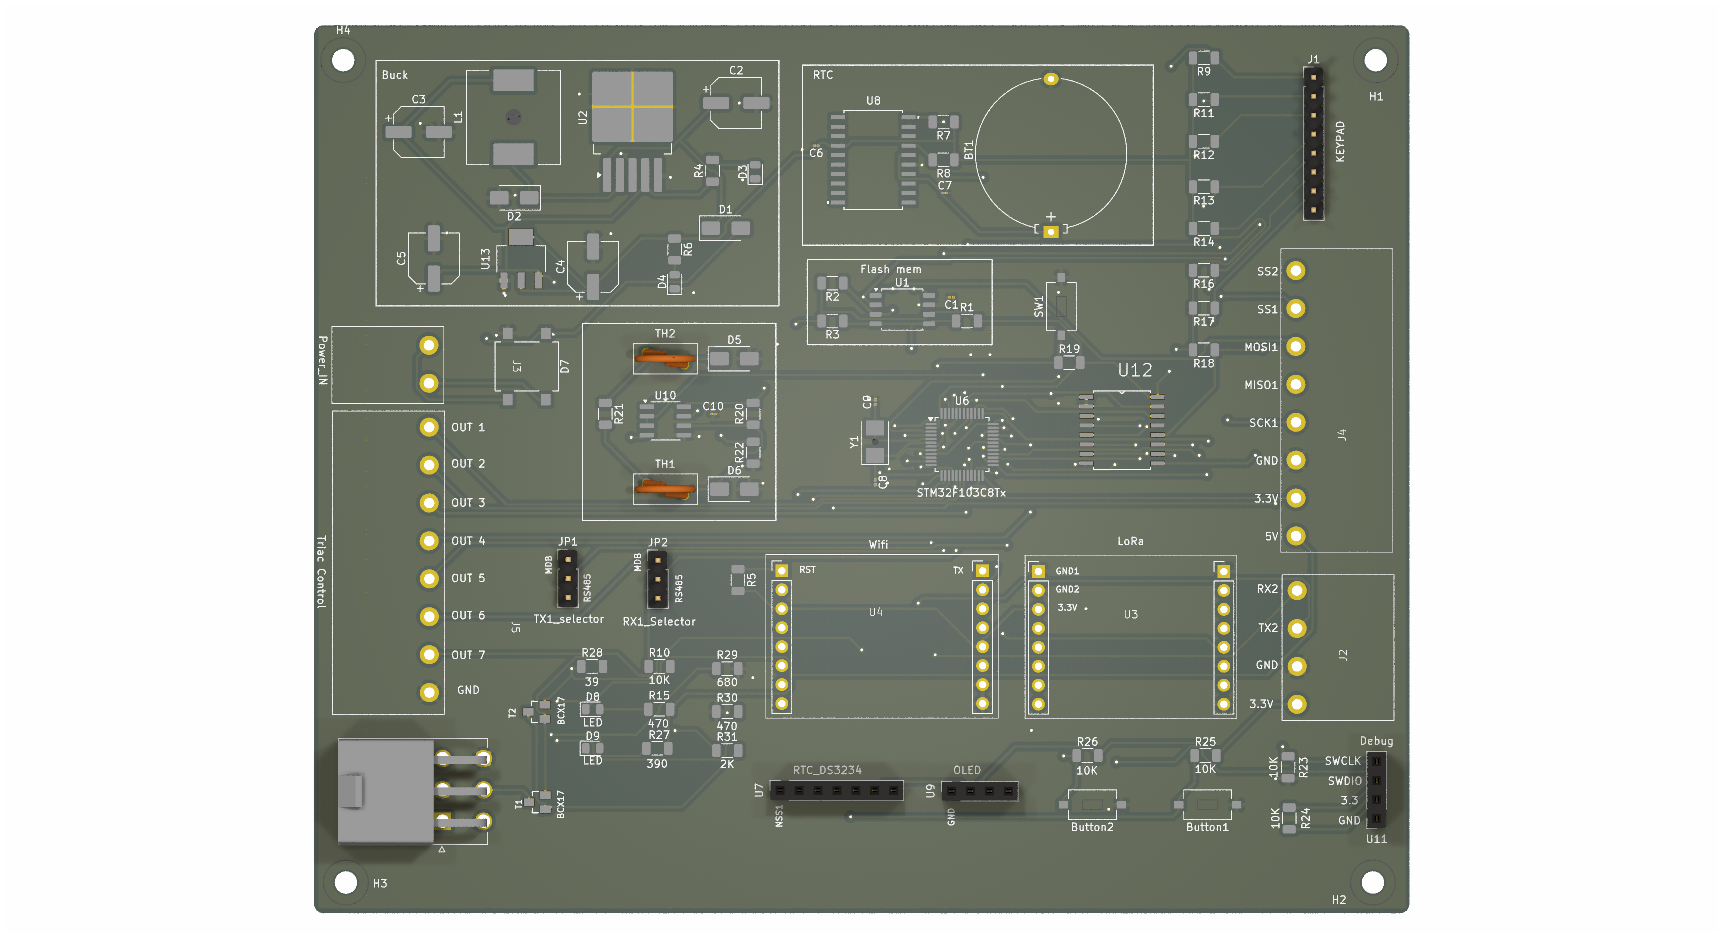 H4
H1
Buck
C3
L1
U2
C2
R4
D3
D2
D1
C5
U13
C4
R6
D4
RTC
U8
C6
R7
R8
C7
BT1
+
R9
R11
R12
R13
R14
R16
R17
R18
J1
KEYPAD
Flash mem
U1
R2
R3
C1
R1
SW1
R19
Power_IN
J3
D7
TH2
D5
U10
C10
R21
R20
R22
TH1
D6
C9
Y1
C8
U6
STM32F103C8Tx
U12
SS2
SS1
MOSI1
MISO1
SCK1
GND
3.3V
5V
J4
OUT 1
OUT 2
OUT 3
OUT 4
OUT 5
OUT 6
OUT 7
GND
Triac Control
J5
JP1
MDB
RS485
TX1_selector
JP2
MDB
RS485
RX1_Selector
R5
Wifi
RST
TX
U4
LoRa
GND1
GND2
3.3V
U3
RX2
TX2
GND
3.3V
J2
R28
39
R10
10K
R29
680
D8
LED
R15
470
R30
470
D9
LED
R27
390
R31
2K
T2
BCX17
T1
BCX17
RTC_DS3234
U7
NSS1
OLED
U9
GND
R26
10K
Button2
R25
10K
Button1
10K
R23
10K
R24
Debug
SWCLK
SWDIO
3.3
GND
U11
H3
H2